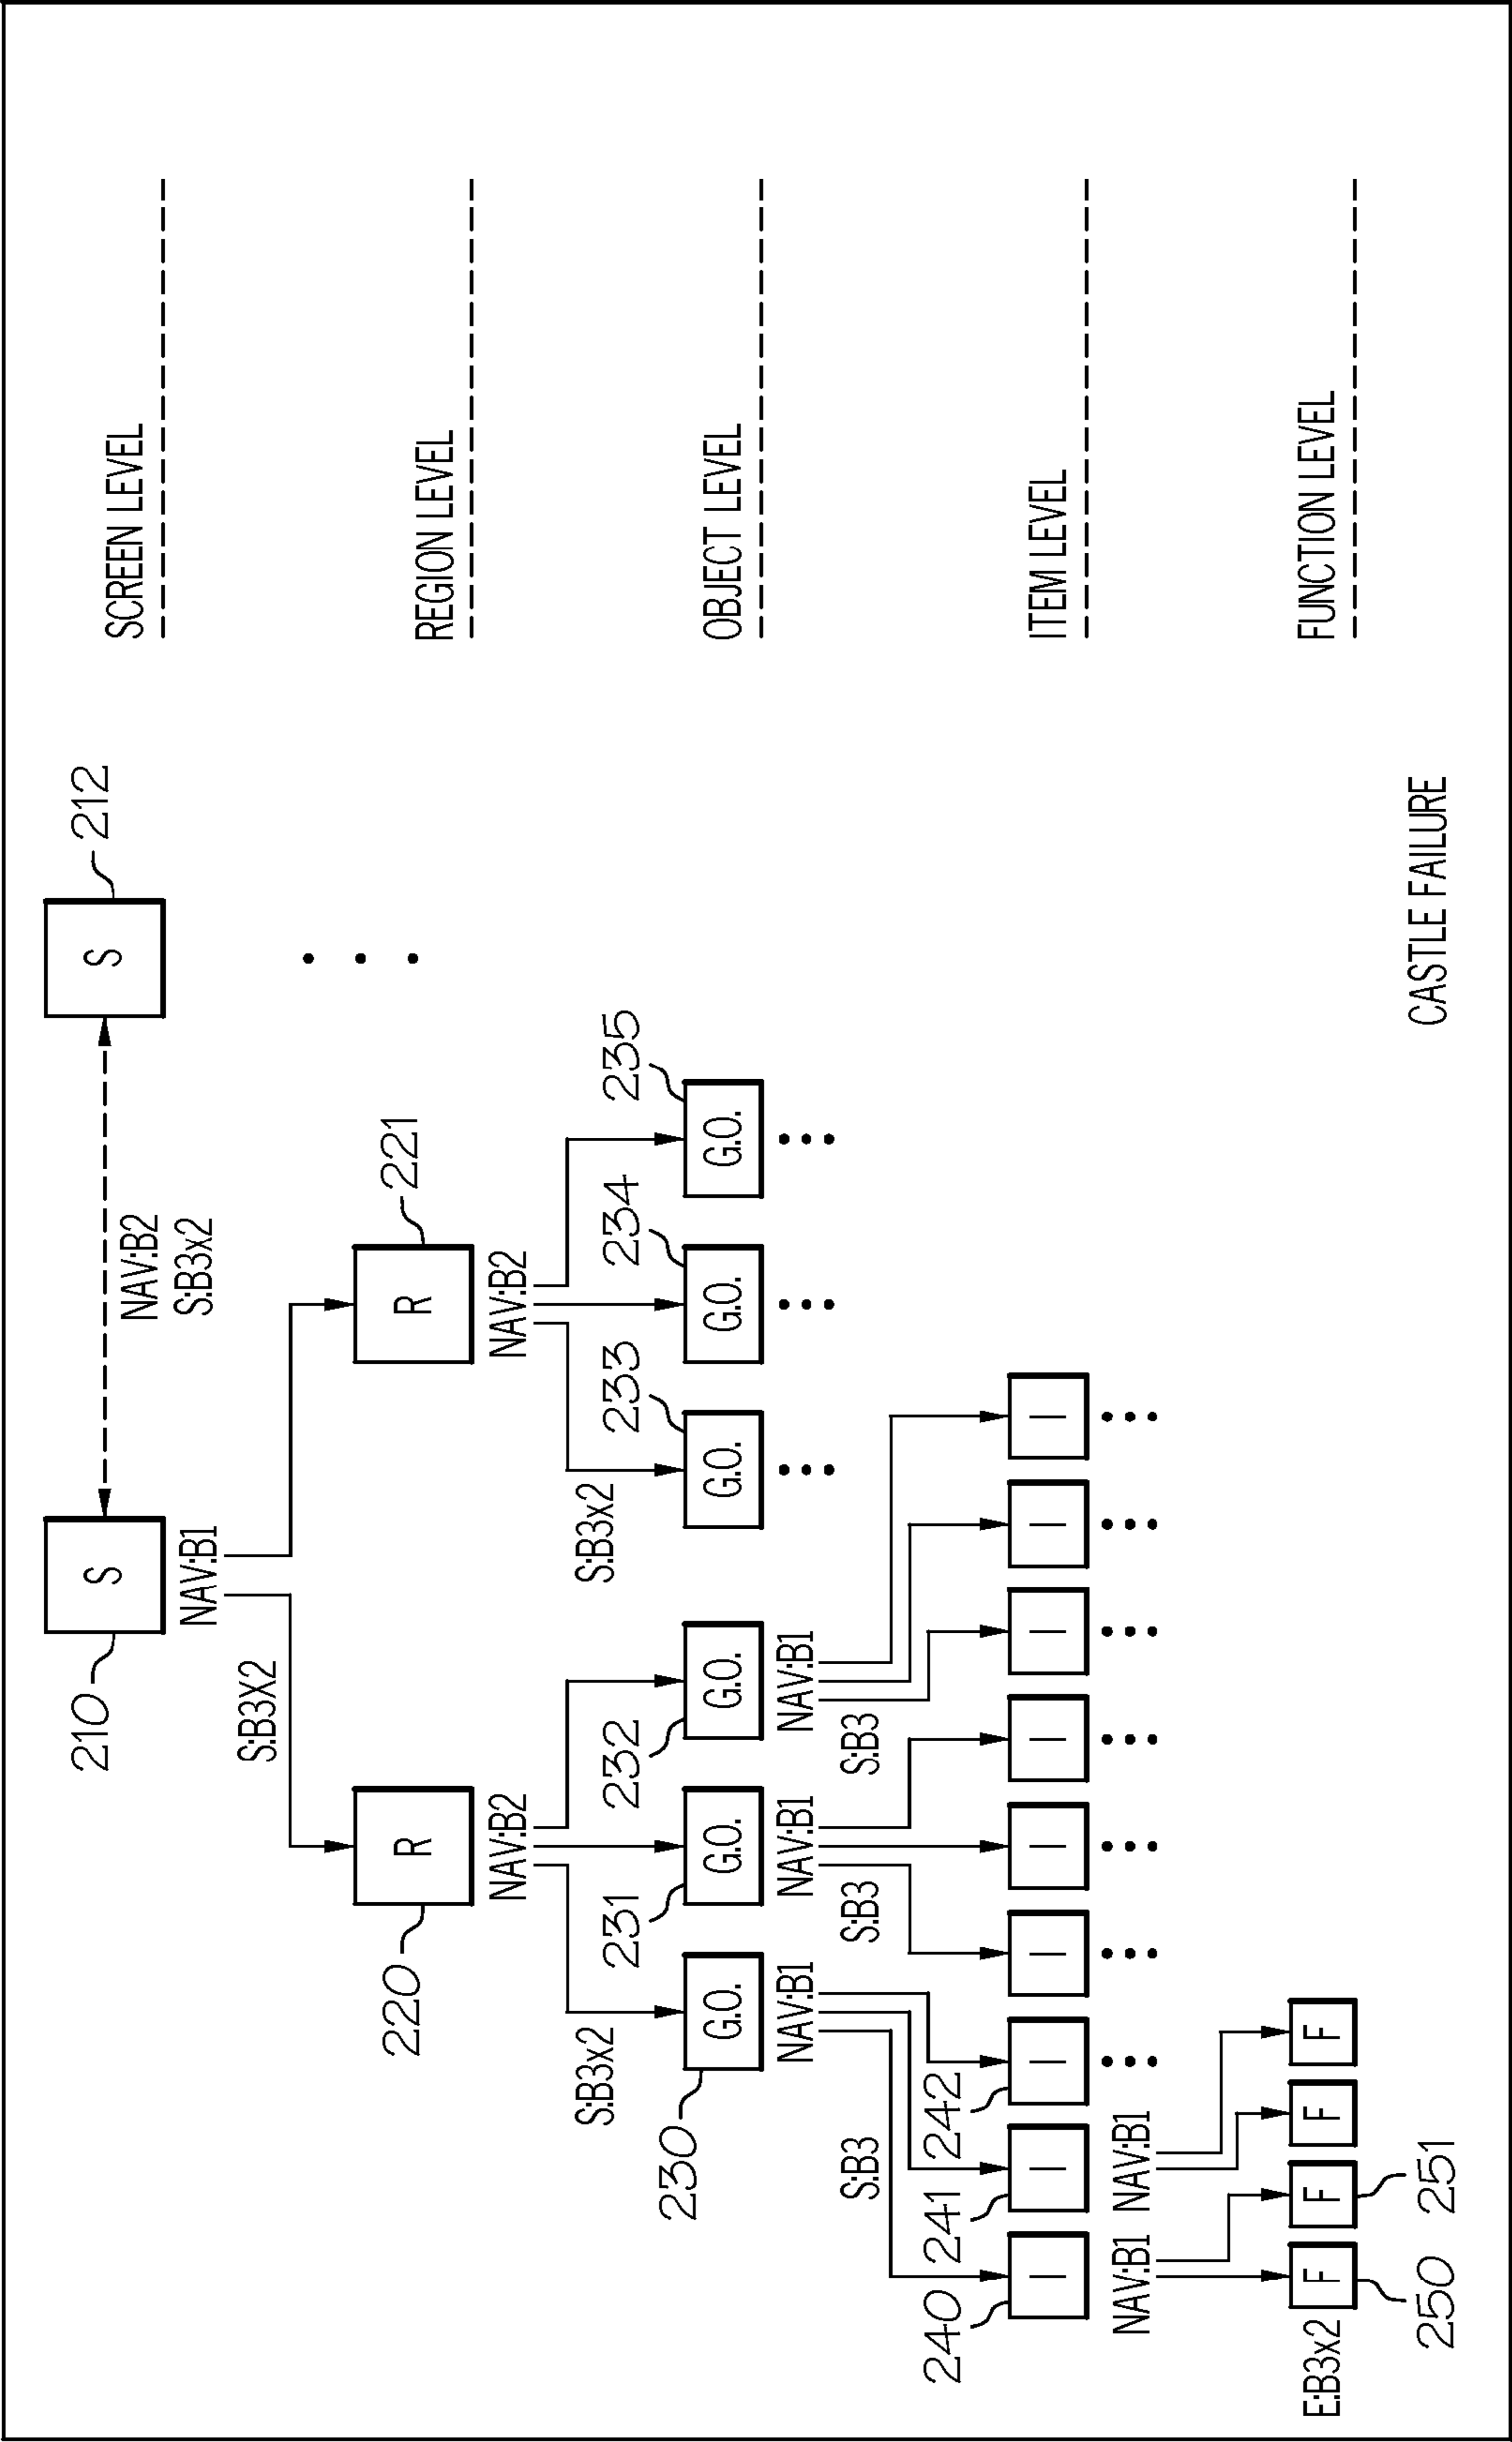 210
S
NAV:B2
S:B3x2
S
212
SCREEN LEVEL
NAV:B1
S:B3X2
220
R
221
R
REGION LEVEL
NAV:B2
NAV:B2
S:B3x2
231
232
S:B3x2
233
234
235
230
G.O.
G.O.
G.O.
G.O.
G.O.
G.O.
OBJECT LEVEL
NAV:B1
NAV:B1
NAV:B1
S:B3
S:B3
S:B3
240
241
242
I
I
I
I
I
I
I
I
I
ITEM LEVEL
NAV:B1
NAV:B1
E:B3x2
F
F
F
F
FUNCTION LEVEL
250
251
CASTLE FAILURE